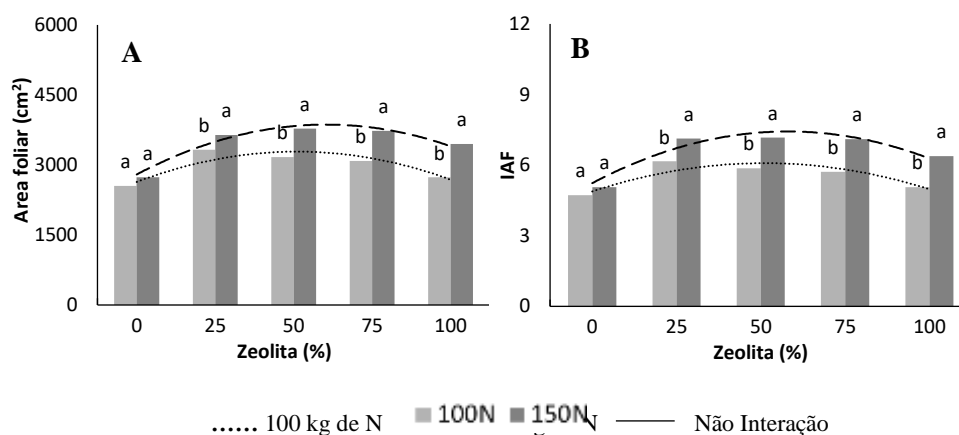 6000 A
4500
3000
1500
0
Area foliar (cm²)
a a b a b a b a b a
0 25 50 75 100
Zeolita (%)
12 B
9
6
3
0
IAF
a a b a b a b a b a
0 25 50 75 100
Zeolita (%)
...... 100 kg de N 100N 150N N Não Interação